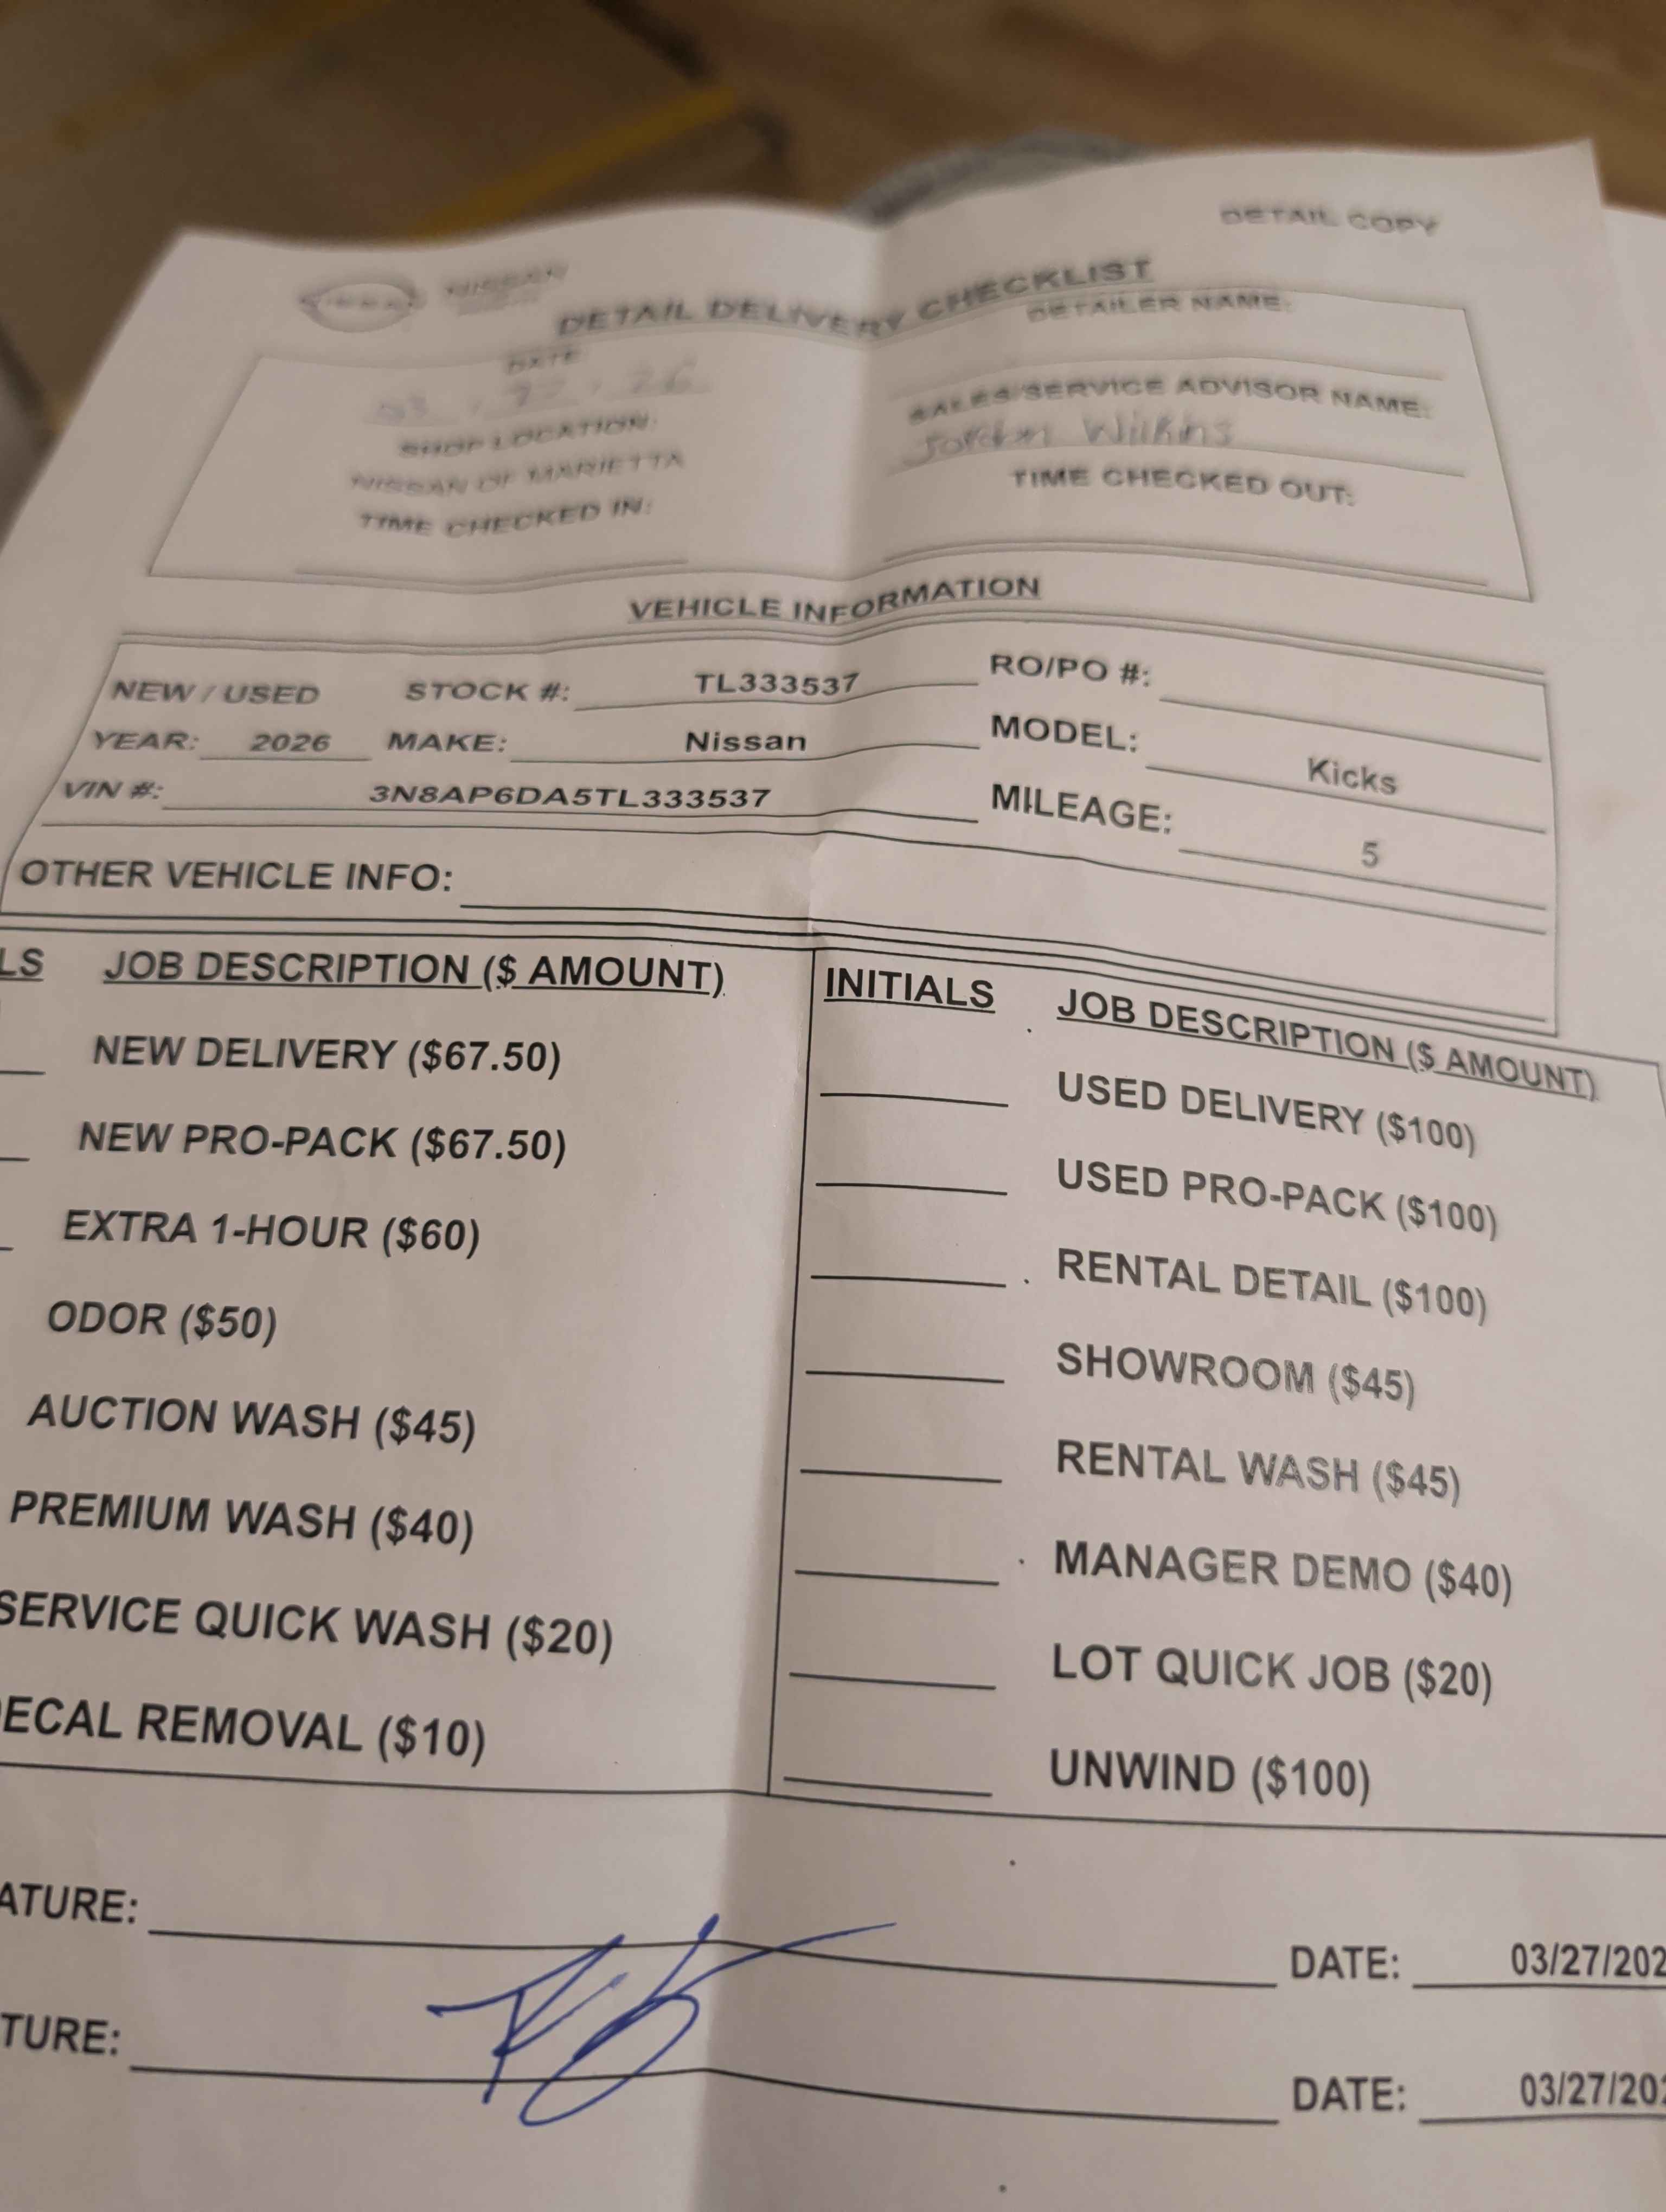 DETAIL COPY
NISSAN
DETAIL DELIVERY CHECKLIST
DATE
03 . 27 . 26
DETAILER NAME:
SHOP LOCATION:
NISSAN OF MARIETTA
SALES/SERVICE ADVISOR NAME:
Jordan Wilkins
TIME CHECKED IN:
TIME CHECKED OUT:
VEHICLE INFORMATION
NEW / USED STOCK #: TL333537 RO/PO #:
YEAR: 2026 MAKE: Nissan MODEL: Kicks
VIN #: 3N8AP6DA5TL333537 MILEAGE: 5
OTHER VEHICLE INFO:
LS JOB DESCRIPTION ($ AMOUNT)
NEW DELIVERY ($67.50)
NEW PRO-PACK ($67.50)
EXTRA 1-HOUR ($60)
ODOR ($50)
AUCTION WASH ($45)
PREMIUM WASH ($40)
SERVICE QUICK WASH ($20)
ECAL REMOVAL ($10)
INITIALS JOB DESCRIPTION ($ AMOUNT)
USED DELIVERY ($100)
USED PRO-PACK ($100)
RENTAL DETAIL ($100)
SHOWROOM ($45)
RENTAL WASH ($45)
MANAGER DEMO ($40)
LOT QUICK JOB ($20)
UNWIND ($100)
ATURE: DATE: 03/27/202
TURE: DATE: 03/27/202